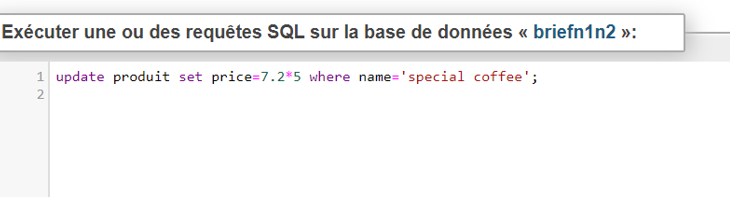 Exécuter une ou des requêtes SQL sur la base de données « briefn1n2 »:
1 update produit set price=7.2*5 where name='special coffee';
2